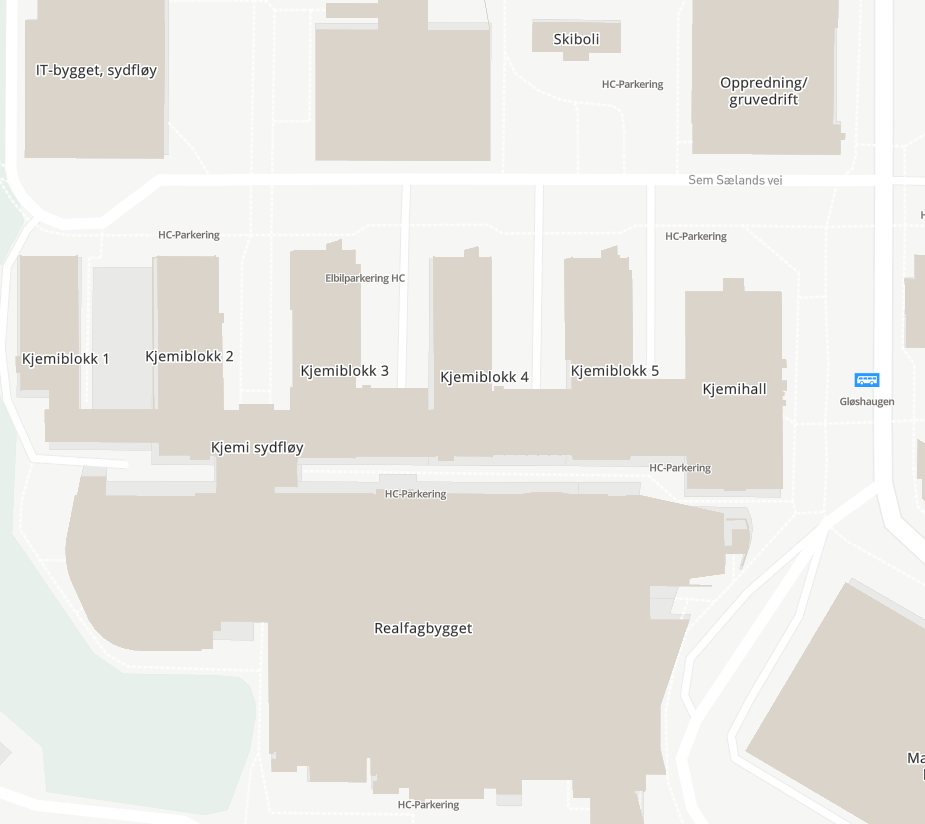 Skiboli
IT-bygget, sydfløy
HC-Parkering
Oppredning/
gruvedrift
Sem Sælands vei
HC-Parkering
HC-Parkering
Elbilparkering HC
Kjemiblokk 1
Kjemiblokk 2
Kjemiblokk 3
Kjemiblokk 4
Kjemiblokk 5
Kjemihall
Gløshaugen
Kjemi sydfløy
HC-Parkering
HC-Parkering
Realfagbygget
Ma
HC-Parkering